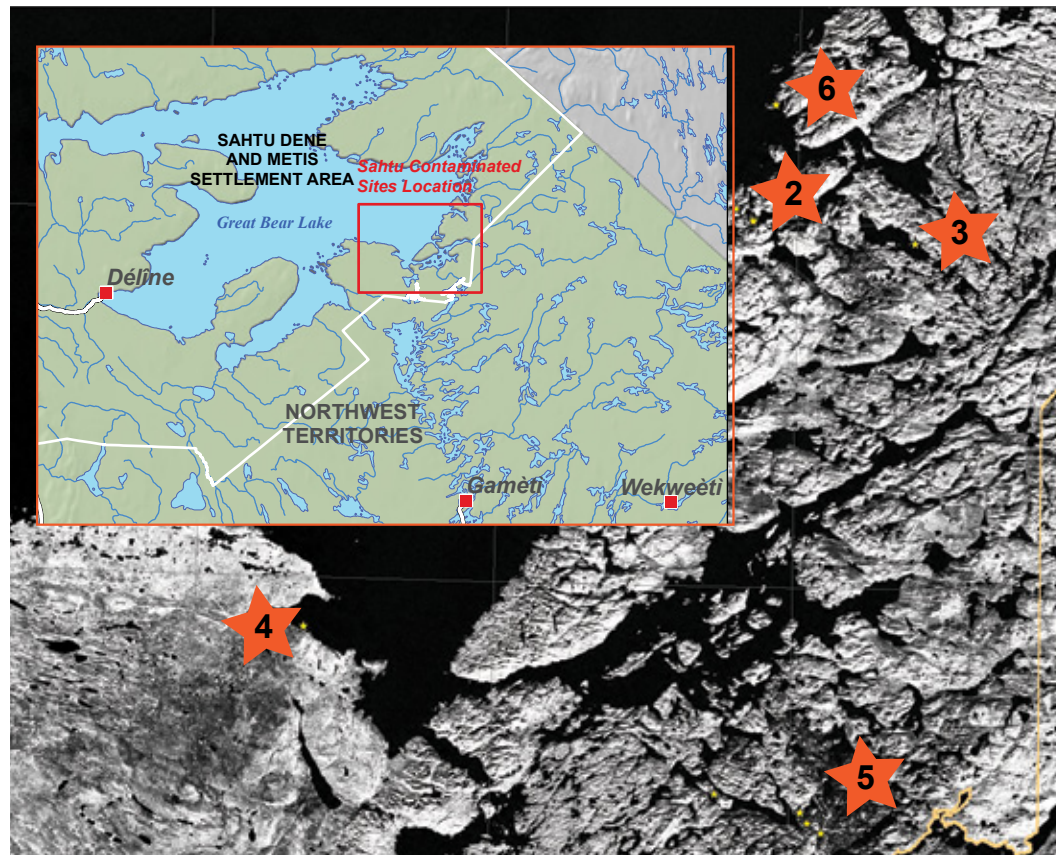 SAHTU DENE
AND METIS
SETTLEMENT AREA
Sahtu Contaminated
Sites Location
Great Bear Lake
Délı̨nę
NORTHWEST
TERRITORIES
Gamètì
Wekweètì
6
2
3
4
5